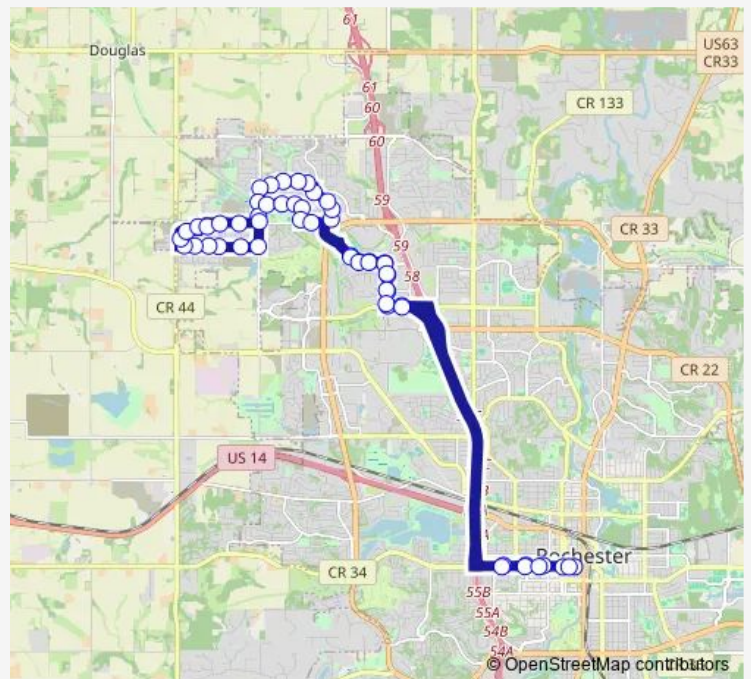 61
Douglas
US63
CR33
61
60
CR 133
60
59
CR 33
59
58
CR 44
CR 22
US 14
Rochester
CR 34
55B
55A
54B
54A
© OpenStreetMap contributors